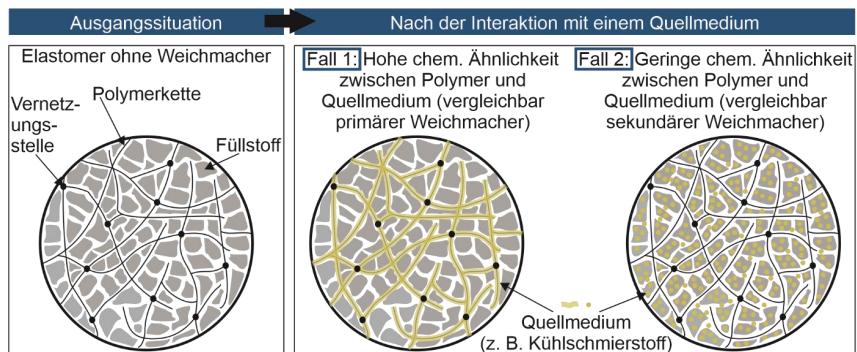 Ausgangssituation
Nach der Interaktion mit einem Quellmedium
Elastomer ohne Weichmacher
Vernetz-
ungs-
stelle
Polymerkette
Füllstoff
Fall 1: Hohe chem. Ähnlichkeit
zwischen Polymer und
Quellmedium (vergleichbar
primärer Weichmacher)
Fall 2: Geringe chem. Ähnlichkeit
zwischen Polymer und
Quellmedium (vergleichbar
sekundärer Weichmacher)
Quellmedium
(z. B. Kühlschmierstoff)